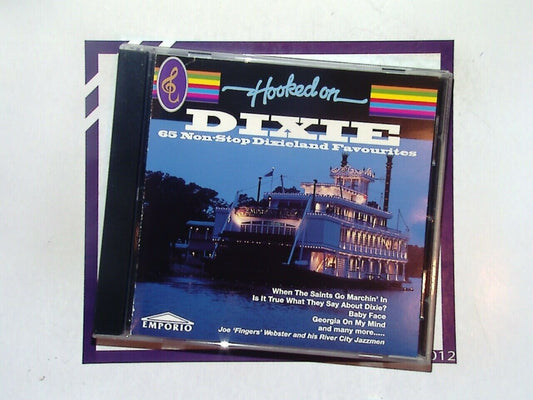 Hooked on
DIXIE
65 Non-Stop Dixieland Favourites
When The Saints Go Marchin' In
Is It True What They Say About Dixie?
Baby Face
Georgia On My Mind
and many more.....
Joe 'Fingers' Webster and his River City Jazzmen
EMPORIO
012